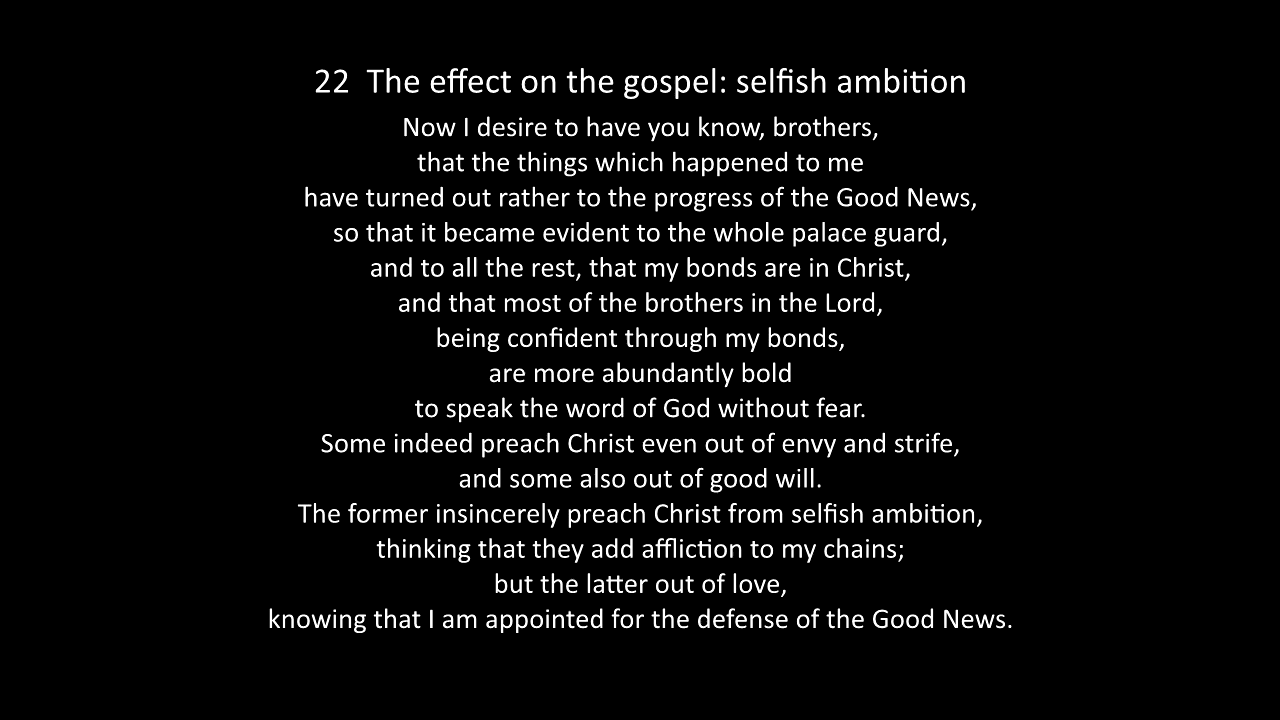 22 The effect on the gospel: selfish ambition
Now I desire to have you know, brothers,
that the things which happened to me
have turned out rather to the progress of the Good News,
so that it became evident to the whole palace guard,
and to all the rest, that my bonds are in Christ,
and that most of the brothers in the Lord,
being confident through my bonds,
are more abundantly bold
to speak the word of God without fear.
Some indeed preach Christ even out of envy and strife,
and some also out of good will.
The former insincerely preach Christ from selfish ambition,
thinking that they add affliction to my chains;
but the latter out of love,
knowing that I am appointed for the defense of the Good News.